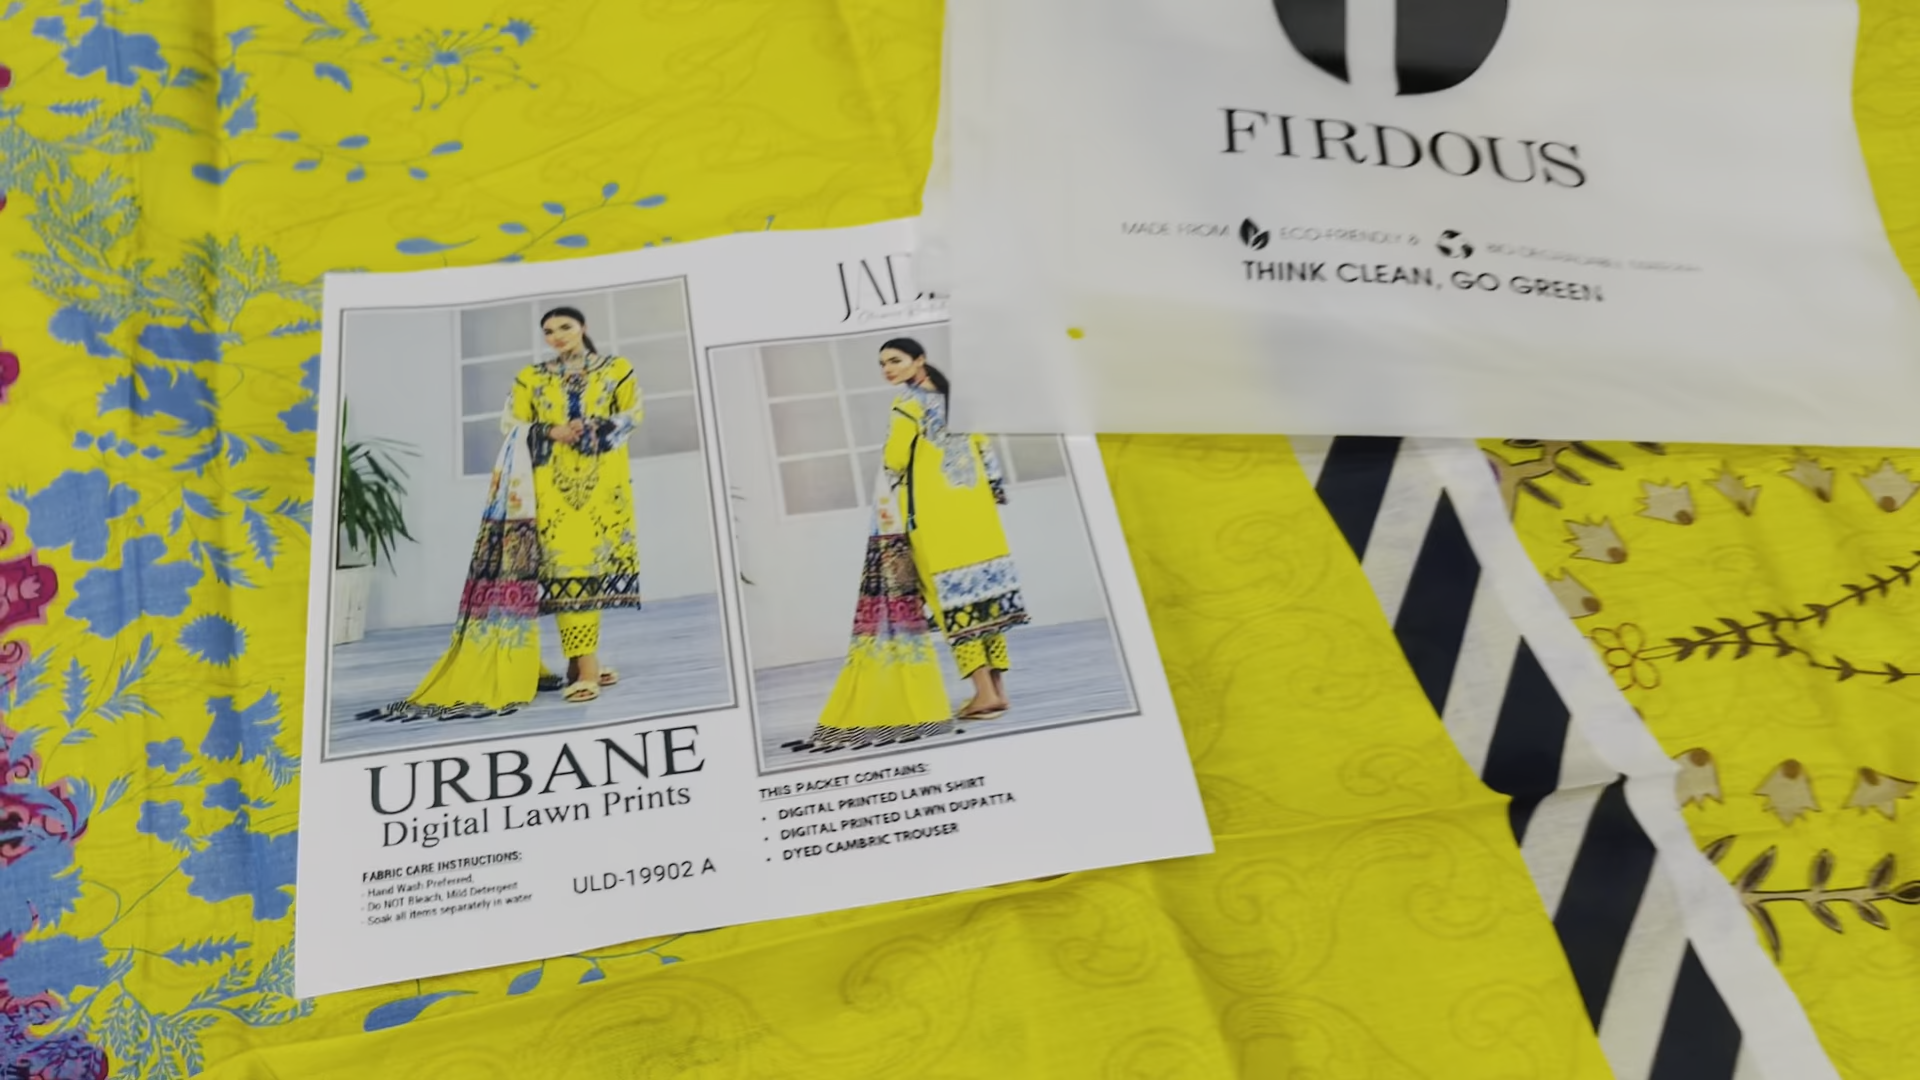 FIRDOUS
MADE FROM ECO-FRIENDLY & BIO-DEGRADABLE
THINK CLEAN, GO GREEN
URBANE
Digital Lawn Prints
FABRIC CARE INSTRUCTIONS:
- Hand Wash Preferred,
- Do NOT Bleach, Mild Detergent
- Soak all items separately in water
ULD-19902 A
THIS PACKET CONTAINS:
• DIGITAL PRINTED LAWN SHIRT
• DIGITAL PRINTED LAWN DUPATTA
• DYED CAMBRIC TROUSER